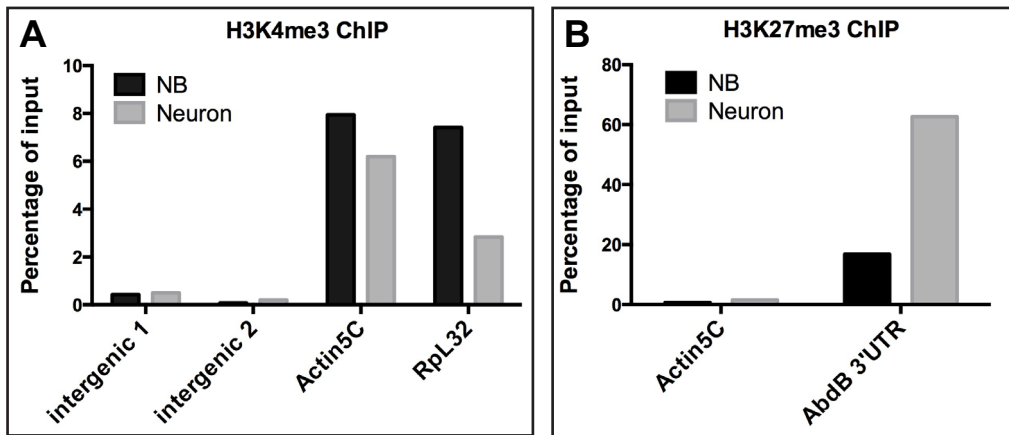 A
H3K4me3 ChIP
Percentage of input
10
8
6
4
2
0
NB
Neuron
intergenic 1
intergenic 2
Actin5C
RpL32
B
H3K27me3 ChIP
Percentage of input
80
60
40
20
0
NB
Neuron
Actin5C
AbdB 3'UTR